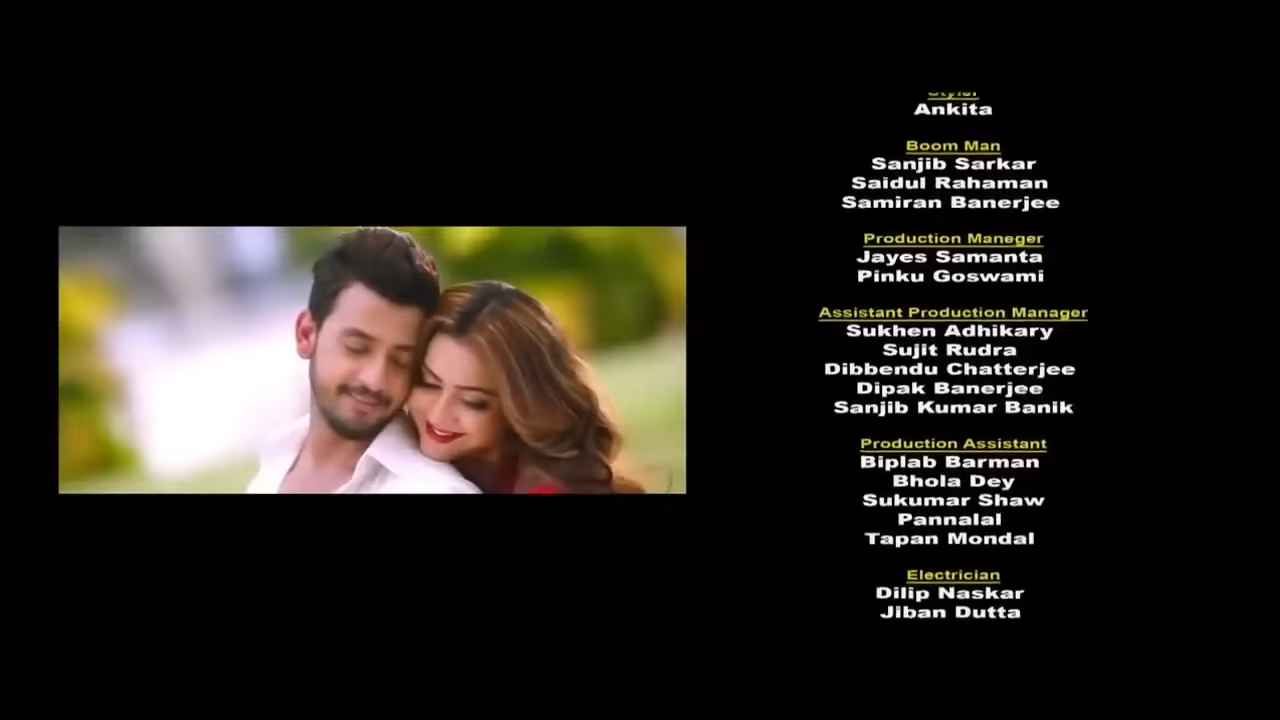 Ankita
Boom Man
Sanjib Sarkar
Saidul Rahaman
Samiran Banerjee
Production Maneger
Jayes Samanta
Pinku Goswami
Assistant Production Manager
Sukhen Adhikary
Sujit Rudra
Dibbendu Chatterjee
Dipak Banerjee
Sanjib Kumar Banik
Production Assistant
Biplab Barman
Bhola Dey
Sukumar Shaw
Pannalal
Tapan Mondal
Electrician
Dilip Naskar
Jiban Dutta